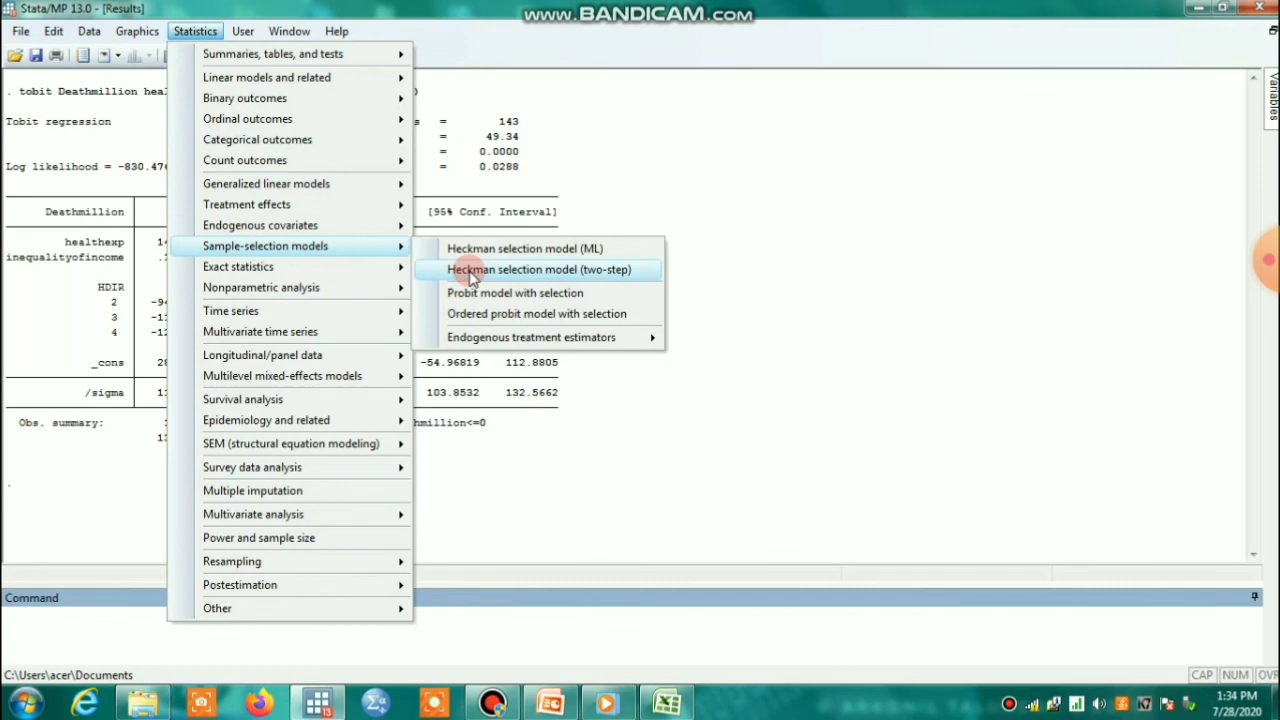 Stata/MP 13.0 - [Results]
www.BANDICAM.com
File Edit Data Graphics Statistics User Window Help
. tobit Deathmillion
Tobit regression = 143
= 49.34
= 0.0000
Log likelihood = = 0.0288
Deathmillion [95% Conf. Interval]
healthexp
inequalityofincome
HDIR
2
3
4
_cons -54.96819 112.8805
/sigma 103.8532 132.5662
Obs. summary:
Summaries, tables, and tests
Linear models and related
Binary outcomes
Ordinal outcomes
Categorical outcomes
Count outcomes
Generalized linear models
Treatment effects
Endogenous covariates
Sample-selection models
Exact statistics
Nonparametric analysis
Time series
Multivariate time series
Longitudinal/panel data
Multilevel mixed-effects models
Survival analysis
Epidemiology and related
SEM (structural equation modeling)
Survey data analysis
Multiple imputation
Multivariate analysis
Power and sample size
Resampling
Postestimation
Other
Heckman selection model (ML)
Heckman selection model (two-step)
Probit model with selection
Ordered probit model with selection
Endogenous treatment estimators
Variables
Command
C:\Users\acer\Documents
CAP NUM
1:34 PM
7/28/2020